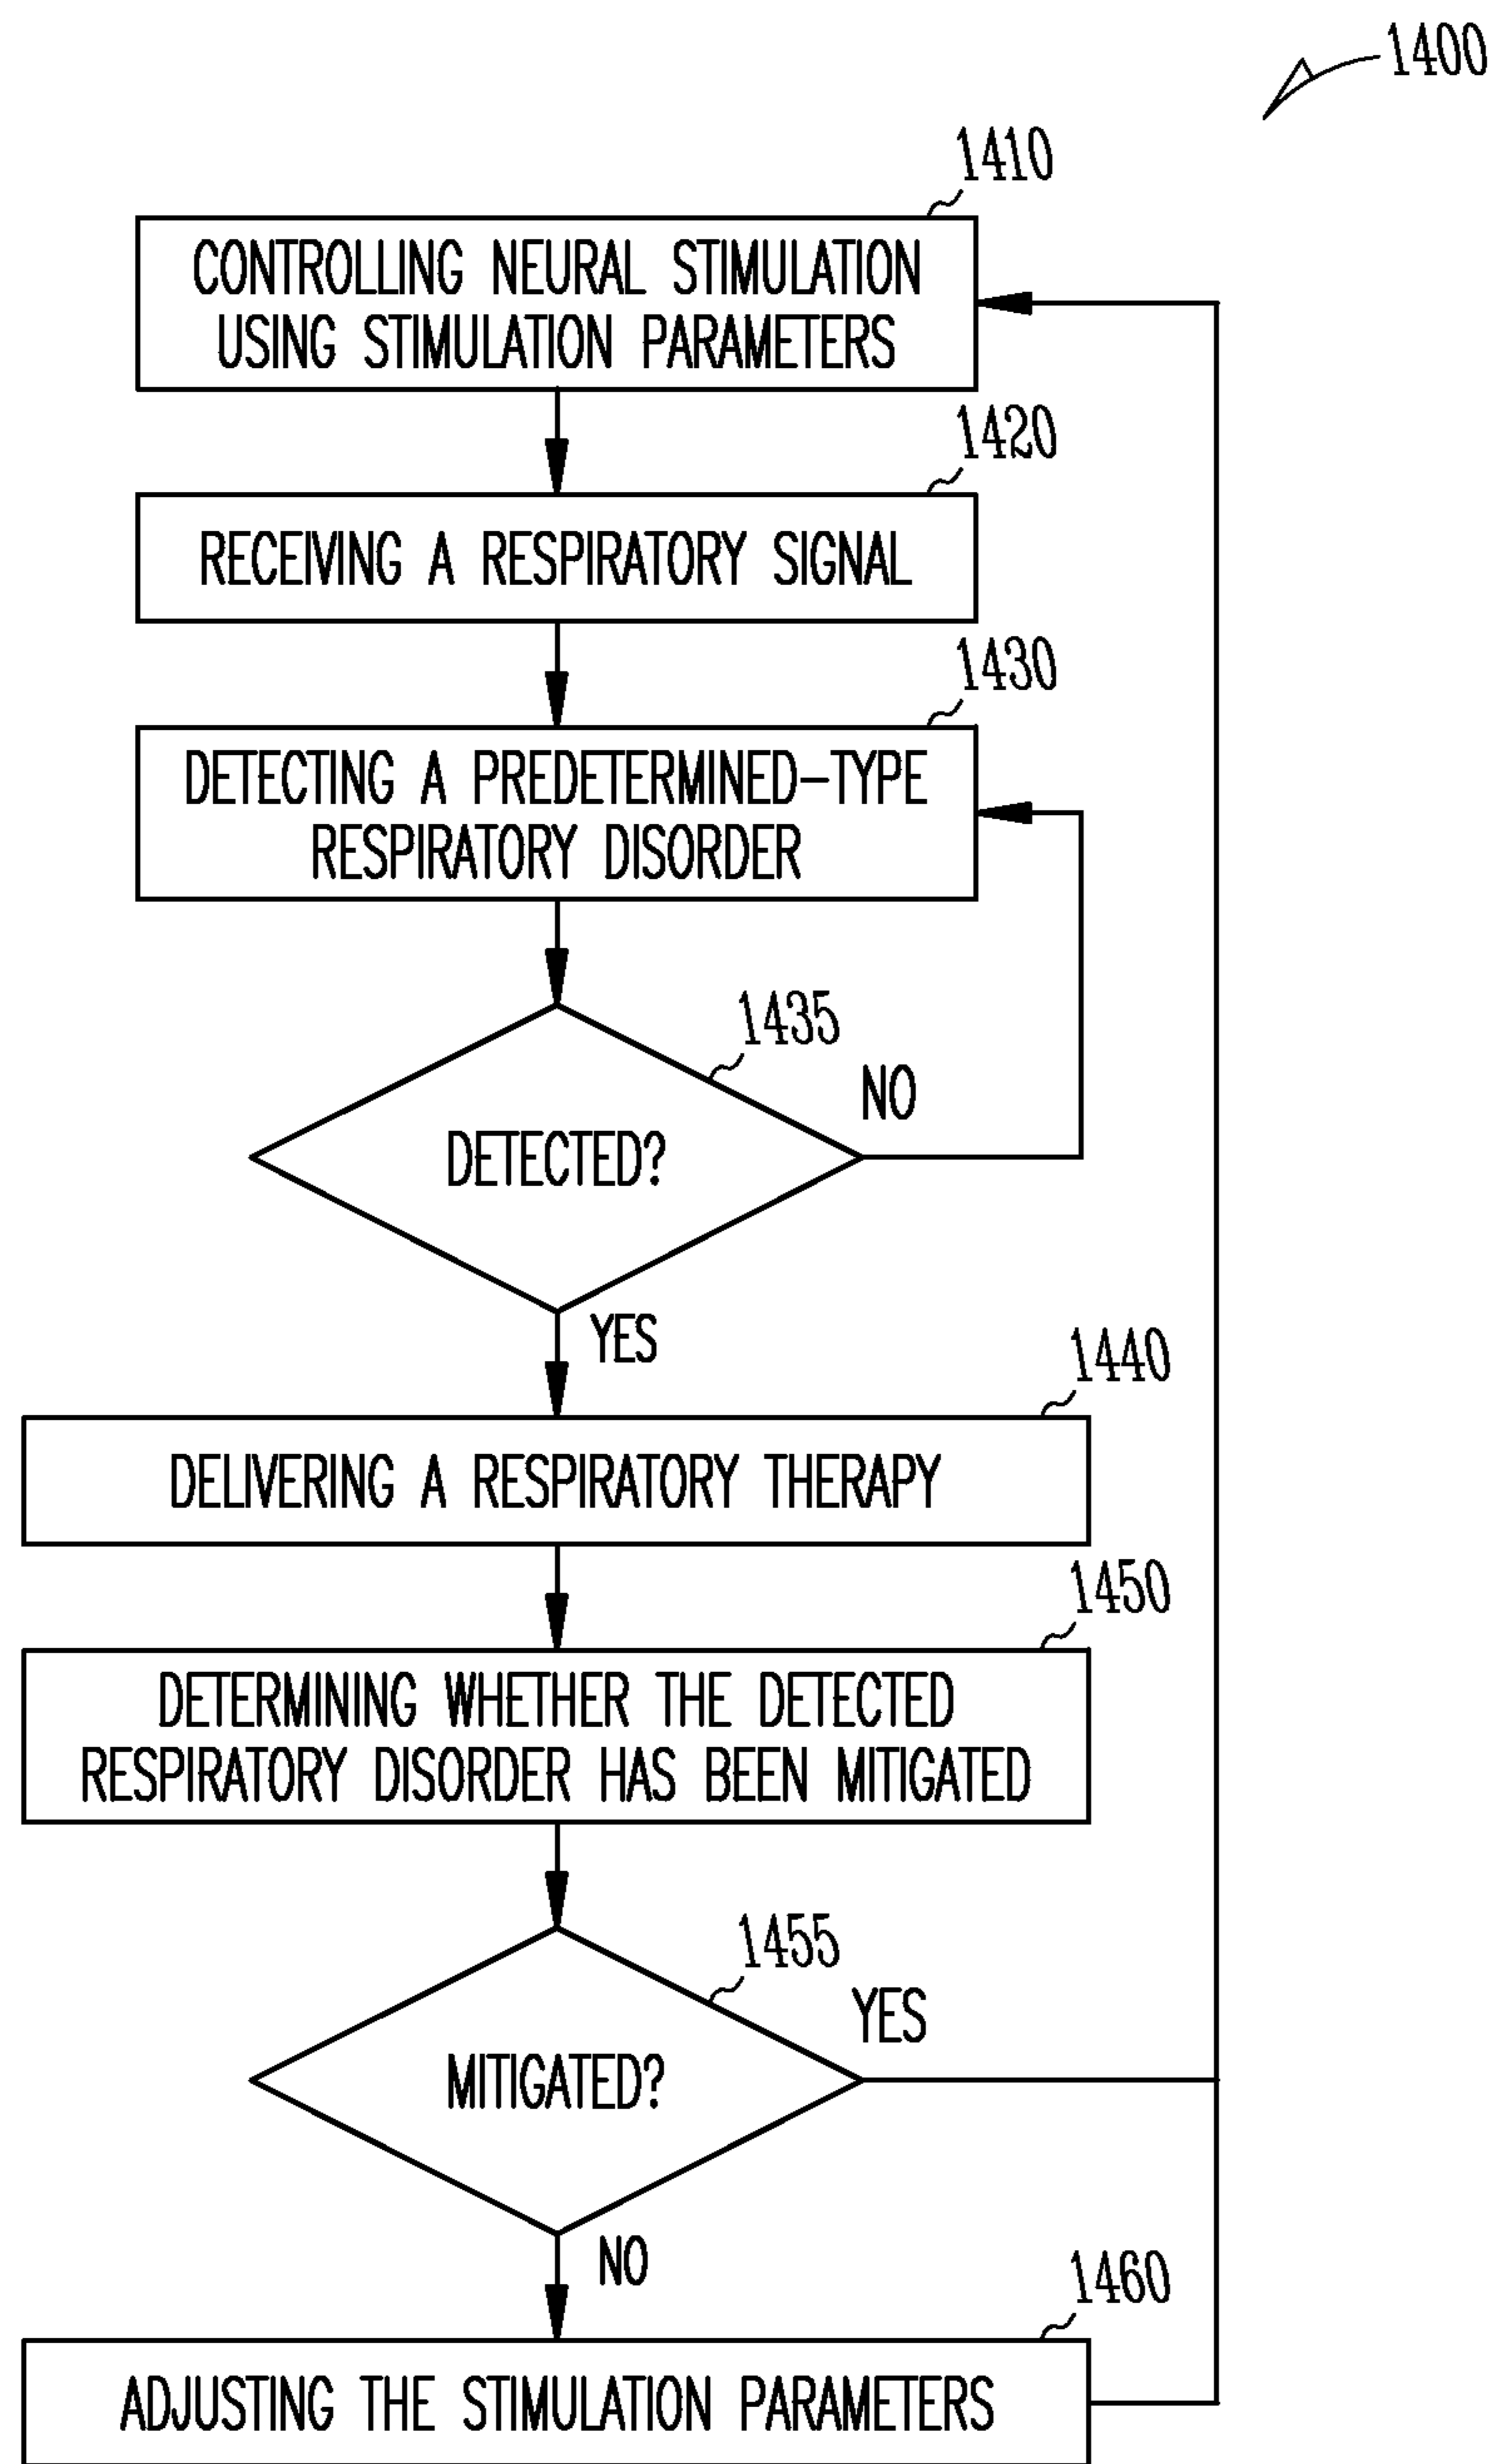 1400
1410
CONTROLLING NEURAL STIMULATION
USING STIMULATION PARAMETERS
1420
RECEIVING A RESPIRATORY SIGNAL
1430
DETECTING A PREDETERMINED-TYPE
RESPIRATORY DISORDER
1435
NO
DETECTED?
YES
1440
DELIVERING A RESPIRATORY THERAPY
1450
DETERMINING WHETHER THE DETECTED
RESPIRATORY DISORDER HAS BEEN MITIGATED
1455
YES
MITIGATED?
NO
1460
ADJUSTING THE STIMULATION PARAMETERS